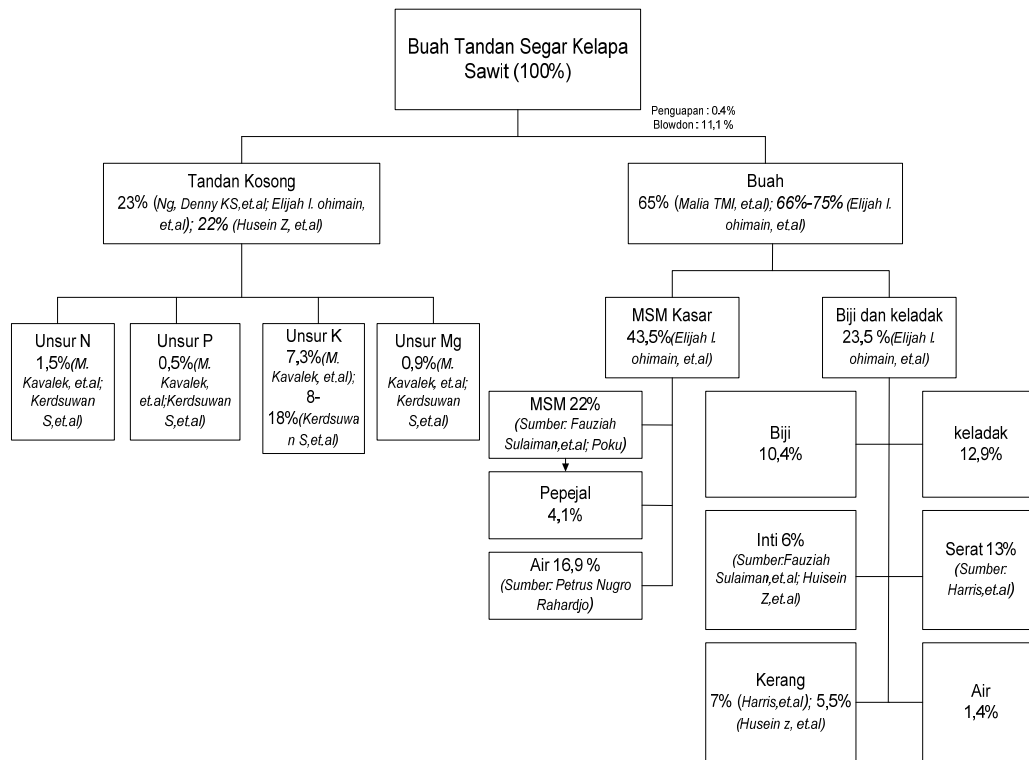 Buah Tandan Segar Kelapa
Sawit (100%)
Penguapan : 0.4%
Blowdon : 11,1 %
Tandan Kosong
23% (Ng, Denny KS,et.al; Elijah I. ohimain,
et.al); 22% (Husein Z, et.al)
Buah
65% (Malia TMI, et.al); 66%-75% (Elijah I.
ohimain, et.al)
Unsur N
1,5%(M.
Kavalek, et.al;
Kerdsuwan
S,et.al)
Unsur P
0,5%(M.
Kavalek,
et.al;Kerdsuwan
S,et.al)
Unsur K
7,3%(M.
Kavalek, et.al);
8-
18%(Kerdsuwa
n S,et.al)
Unsur Mg
0,9%(M.
Kavalek, et.al;
Kerdsuwan
S,et.al)
MSM Kasar
43,5%(Elijah I.
ohimain, et.al)
Biji dan keladak
23,5 %(Elijah I.
ohimain, et.al)
MSM 22%
(Sumber: Fauziah
Sulaiman,et.al; Poku)
Pepejal
4,1%
Air 16,9 %
(Sumber: Petrus Nugro
Rahardjo)
Biji
10,4%
keladak
12,9%
Inti 6%
(Sumber:Fauziah
Sulaiman,et.al; Huisein
Z,et.al)
Serat 13%
(Sumber:
Harris,et.al)
Kerang
7% (Harris,et.al); 5,5%
(Husein z, et.al)
Air
1,4%